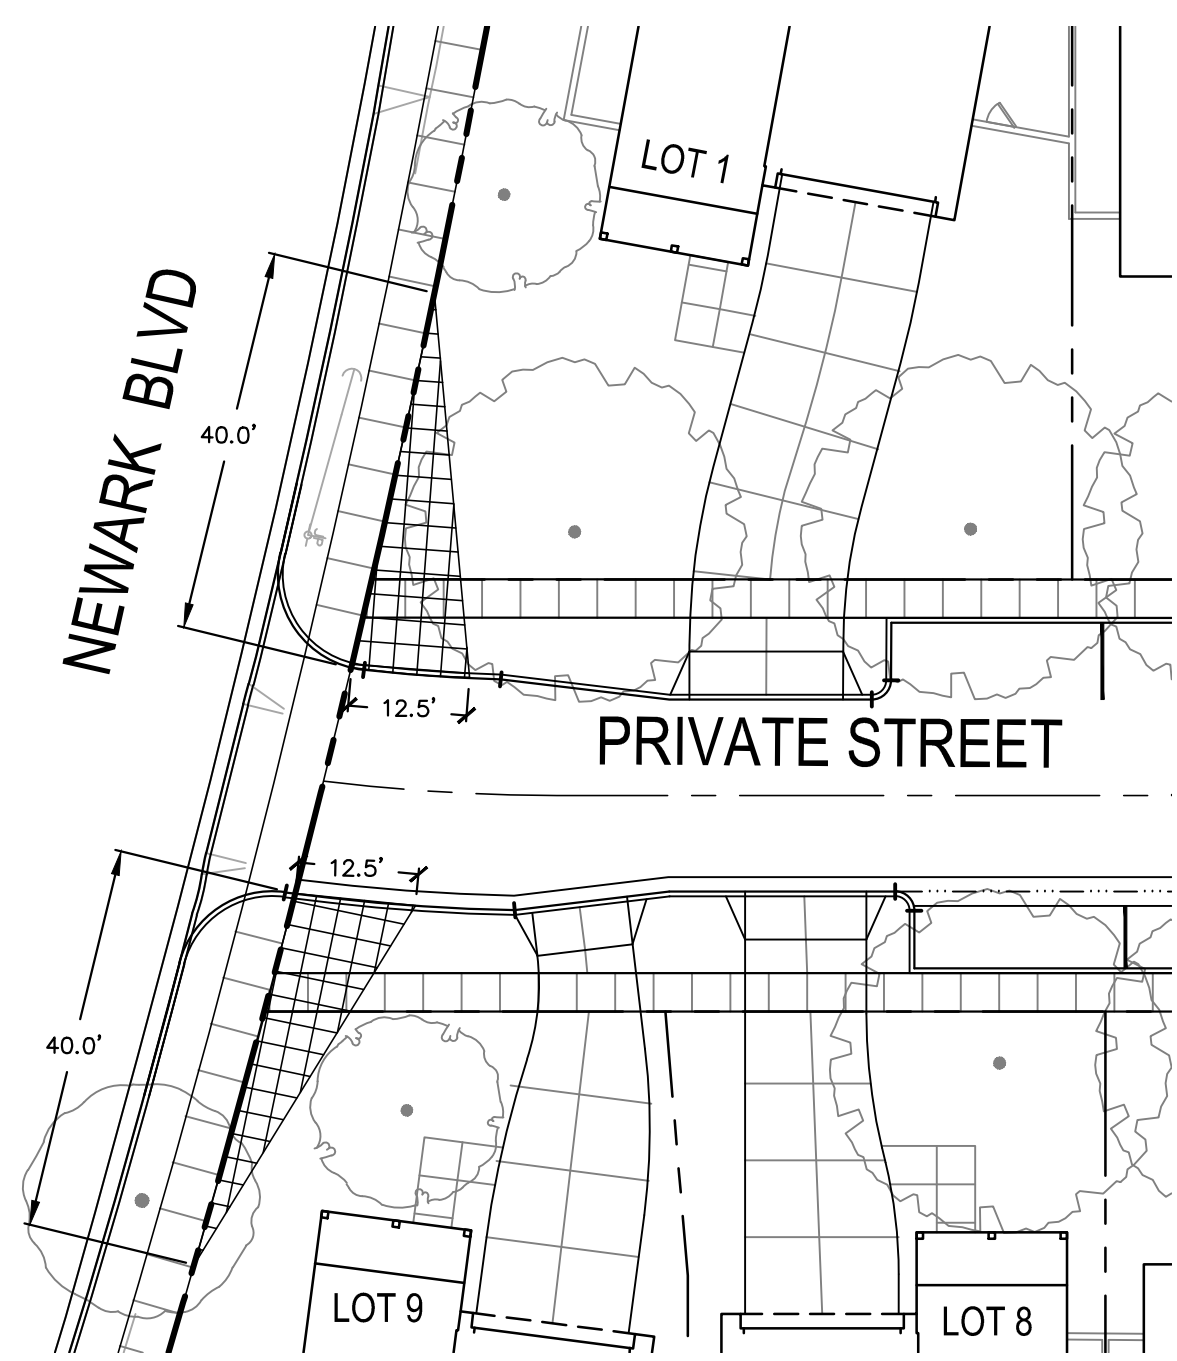 LOT 1
NEWARK BLVD
40.0'
12.5'
PRIVATE STREET
12.5'
40.0'
LOT 9
LOT 8